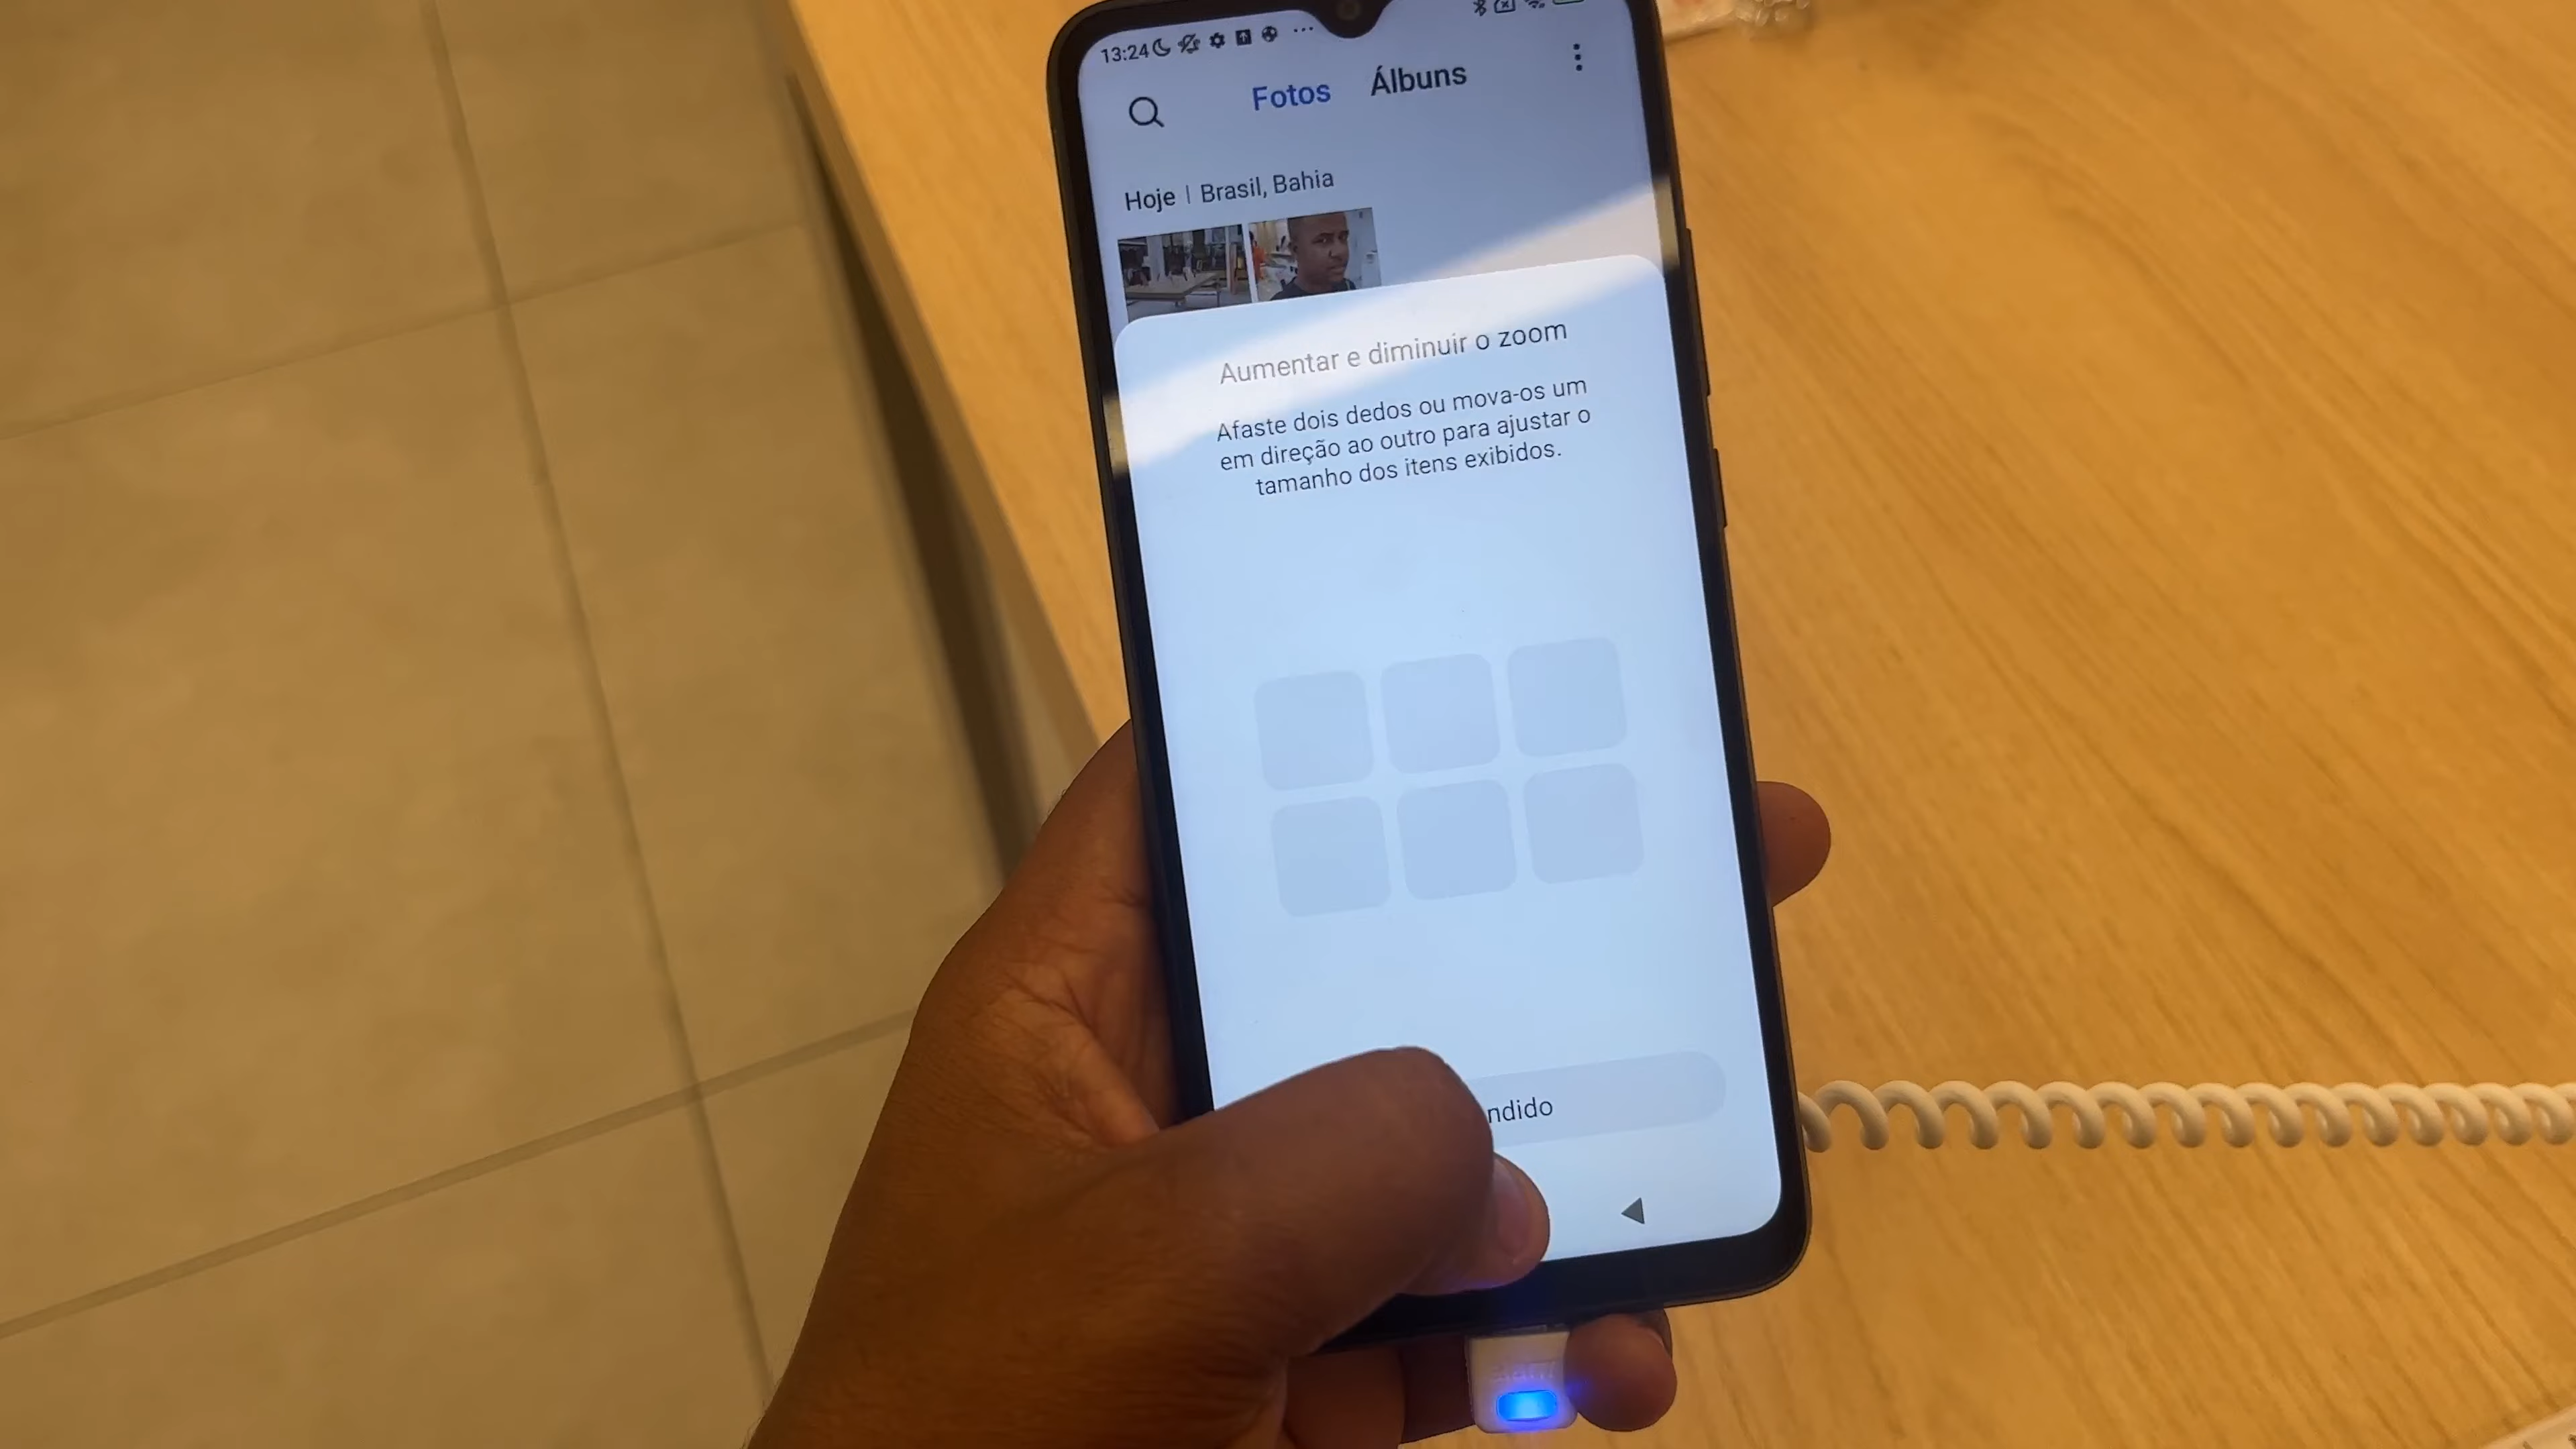 13:24
Fotos Álbuns
Hoje | Brasil, Bahia
Aumentar e diminuir o zoom
Afaste dois dedos ou mova-os um
em direção ao outro para ajustar o
tamanho dos itens exibidos.
ndido